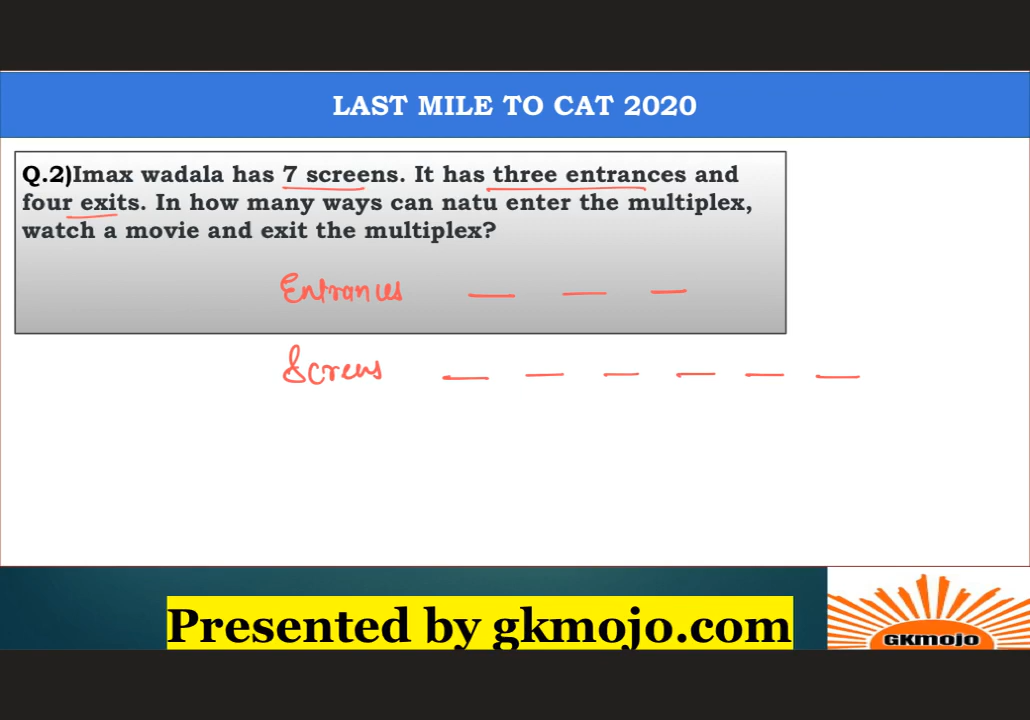 LAST MILE TO CAT 2020
Q.2)Imax wadala has 7 screens. It has three entrances and
four exits. In how many ways can natu enter the multiplex,
watch a movie and exit the multiplex?
Entrances
Screens
Presented by gkmojo.com
GKmojo